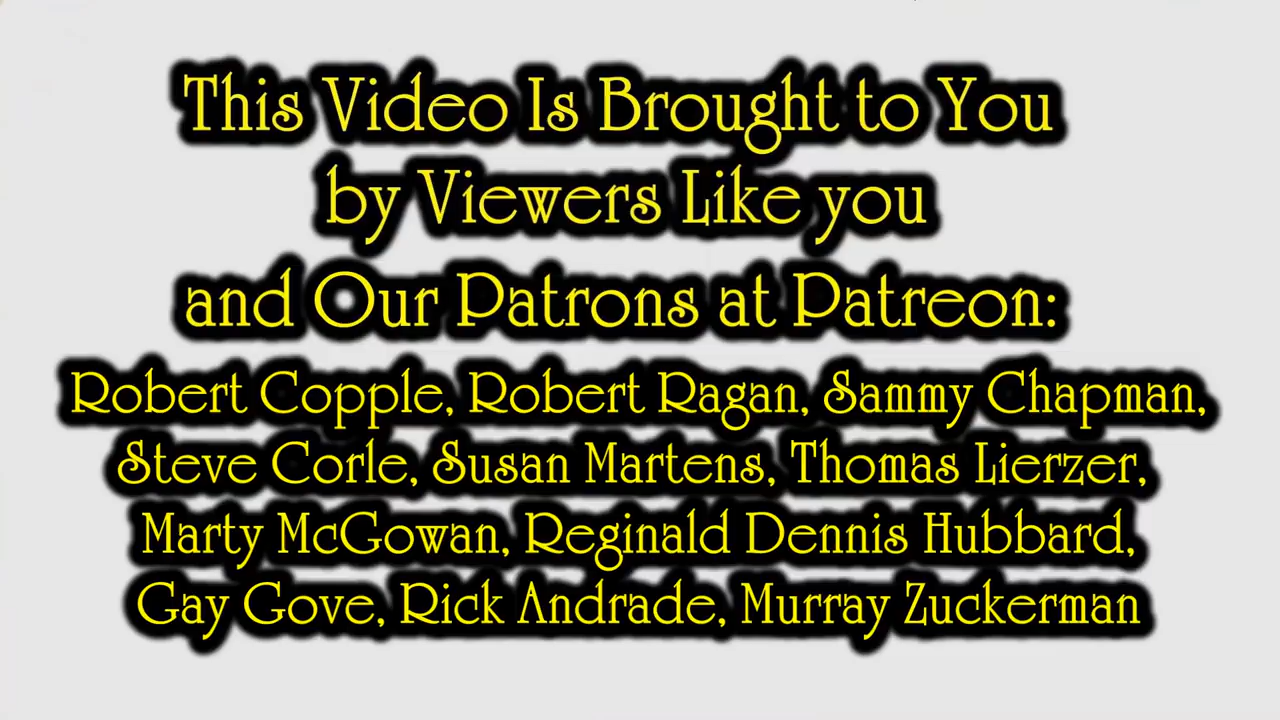 This Video Is Brought to You
by Viewers Like you
and Our Patrons at Patreon:
Robert Copple, Robert Ragan, Sammy Chapman,
Steve Corle, Susan Martens, Thomas Lierzer,
Marty McGowan, Reginald Dennis Hubbard,
Gay Gove, Rick Andrade, Murray Zuckerman